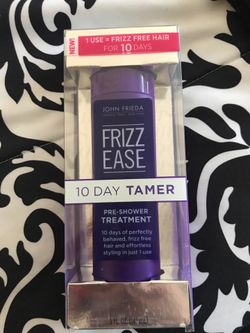 NEW!
1 USE = FRIZZ FREE HAIR
FOR 10 DAYS
JOHN FRIEDA
FRIZZ
EASE
10 DAY TAMER
PRE-SHOWER
TREATMENT
10 days of perfectly
behaved, frizz free
hair and effortless
styling in just 1 use